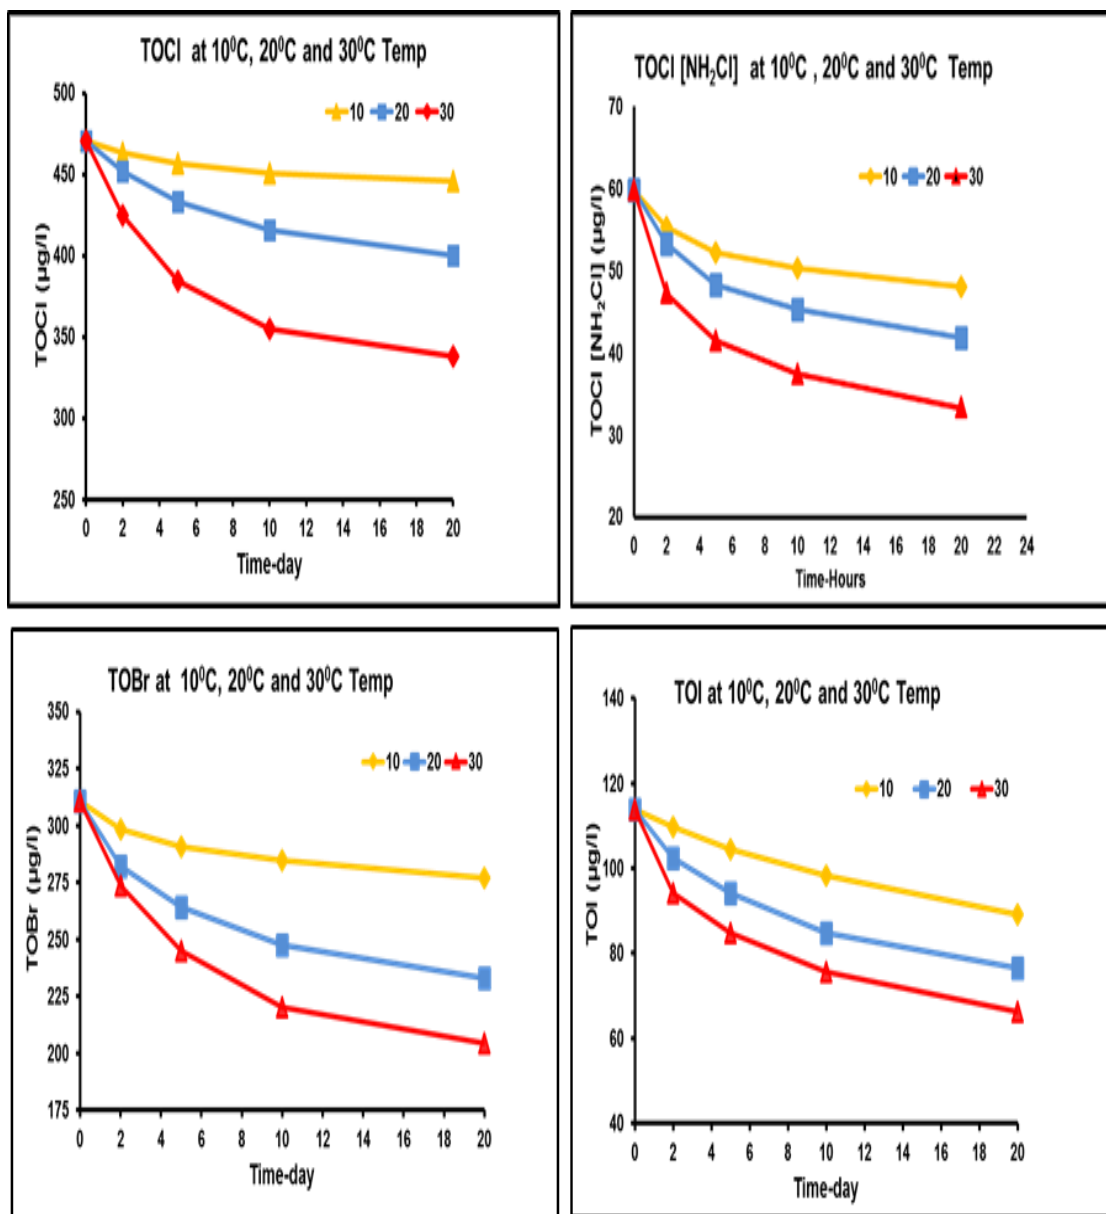 TOCl at 10⁰C, 20⁰C and 30⁰C Temp
10 20 30
500
450
400
350
300
250
TOCl (µg/l)
0 2 4 6 8 10 12 14 16 18 20
Time-day
TOCl [NH₂Cl] at 10⁰C , 20⁰C and 30⁰C Temp
10 20 30
70
60
50
40
30
20
TOCl [NH₂Cl] (µg/l)
0 2 4 6 8 10 12 14 16 18 20 22 24
Time-Hours
TOBr at 10⁰C, 20⁰C and 30⁰C Temp
10 20 30
350
325
300
275
250
225
200
175
TOBr (µg/l)
0 2 4 6 8 10 12 14 16 18 20
Time-day
TOI at 10⁰C, 20⁰C and 30⁰C Temp
10 20 30
140
120
100
80
60
40
TOI (µg/l)
0 2 4 6 8 10 12 14 16 18 20
Time-day